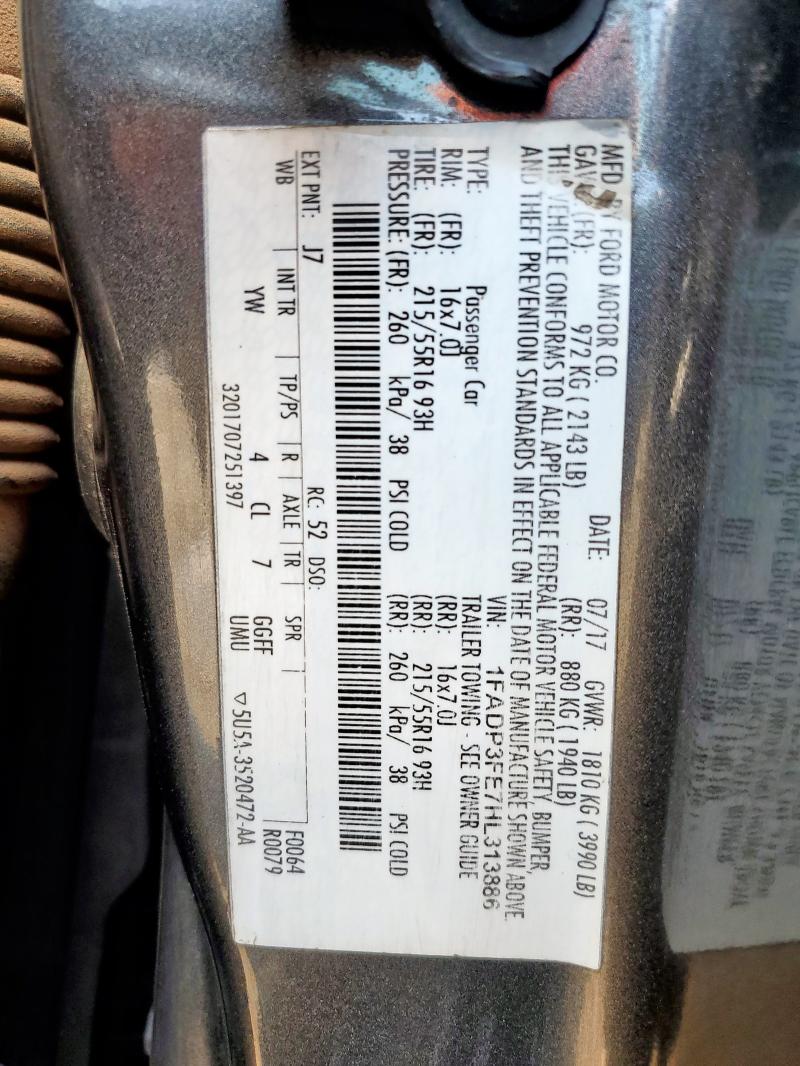 MFD BY FORD MOTOR CO.
DATE: 07/17 GVWR: 1810 KG ( 3990 LB)
(FR): 972 KG ( 2143 LB) (RR): 880 KG ( 1940 LB)
VEHICLE CONFORMS TO ALL APPLICABLE FEDERAL MOTOR VEHICLE SAFETY, BUMPER,
AND THEFT PREVENTION STANDARDS IN EFFECT ON THE DATE OF MANUFACTURE SHOWN ABOVE.
VIN: 1FADP3FE7HL313886
TYPE: Passenger Car TRAILER TOWING - SEE OWNER GUIDE
RIM: (FR): 16x7.0J (RR): 16x7.0J
TIRE: (FR): 215/55R16 93H (RR): 215/55R16 93H
PRESSURE: (FR): 260 kPa/ 38 PSI COLD (RR): 260 kPa/ 38 PSI COLD
EXT PNT: J7 RC: 52 DSO: F0064
WB INT TR TP/PS R AXLE TR SPR R0079
YW 4 CL 7 GGFF
UMU
3201707251397 ▽5U5A-3520472-AA